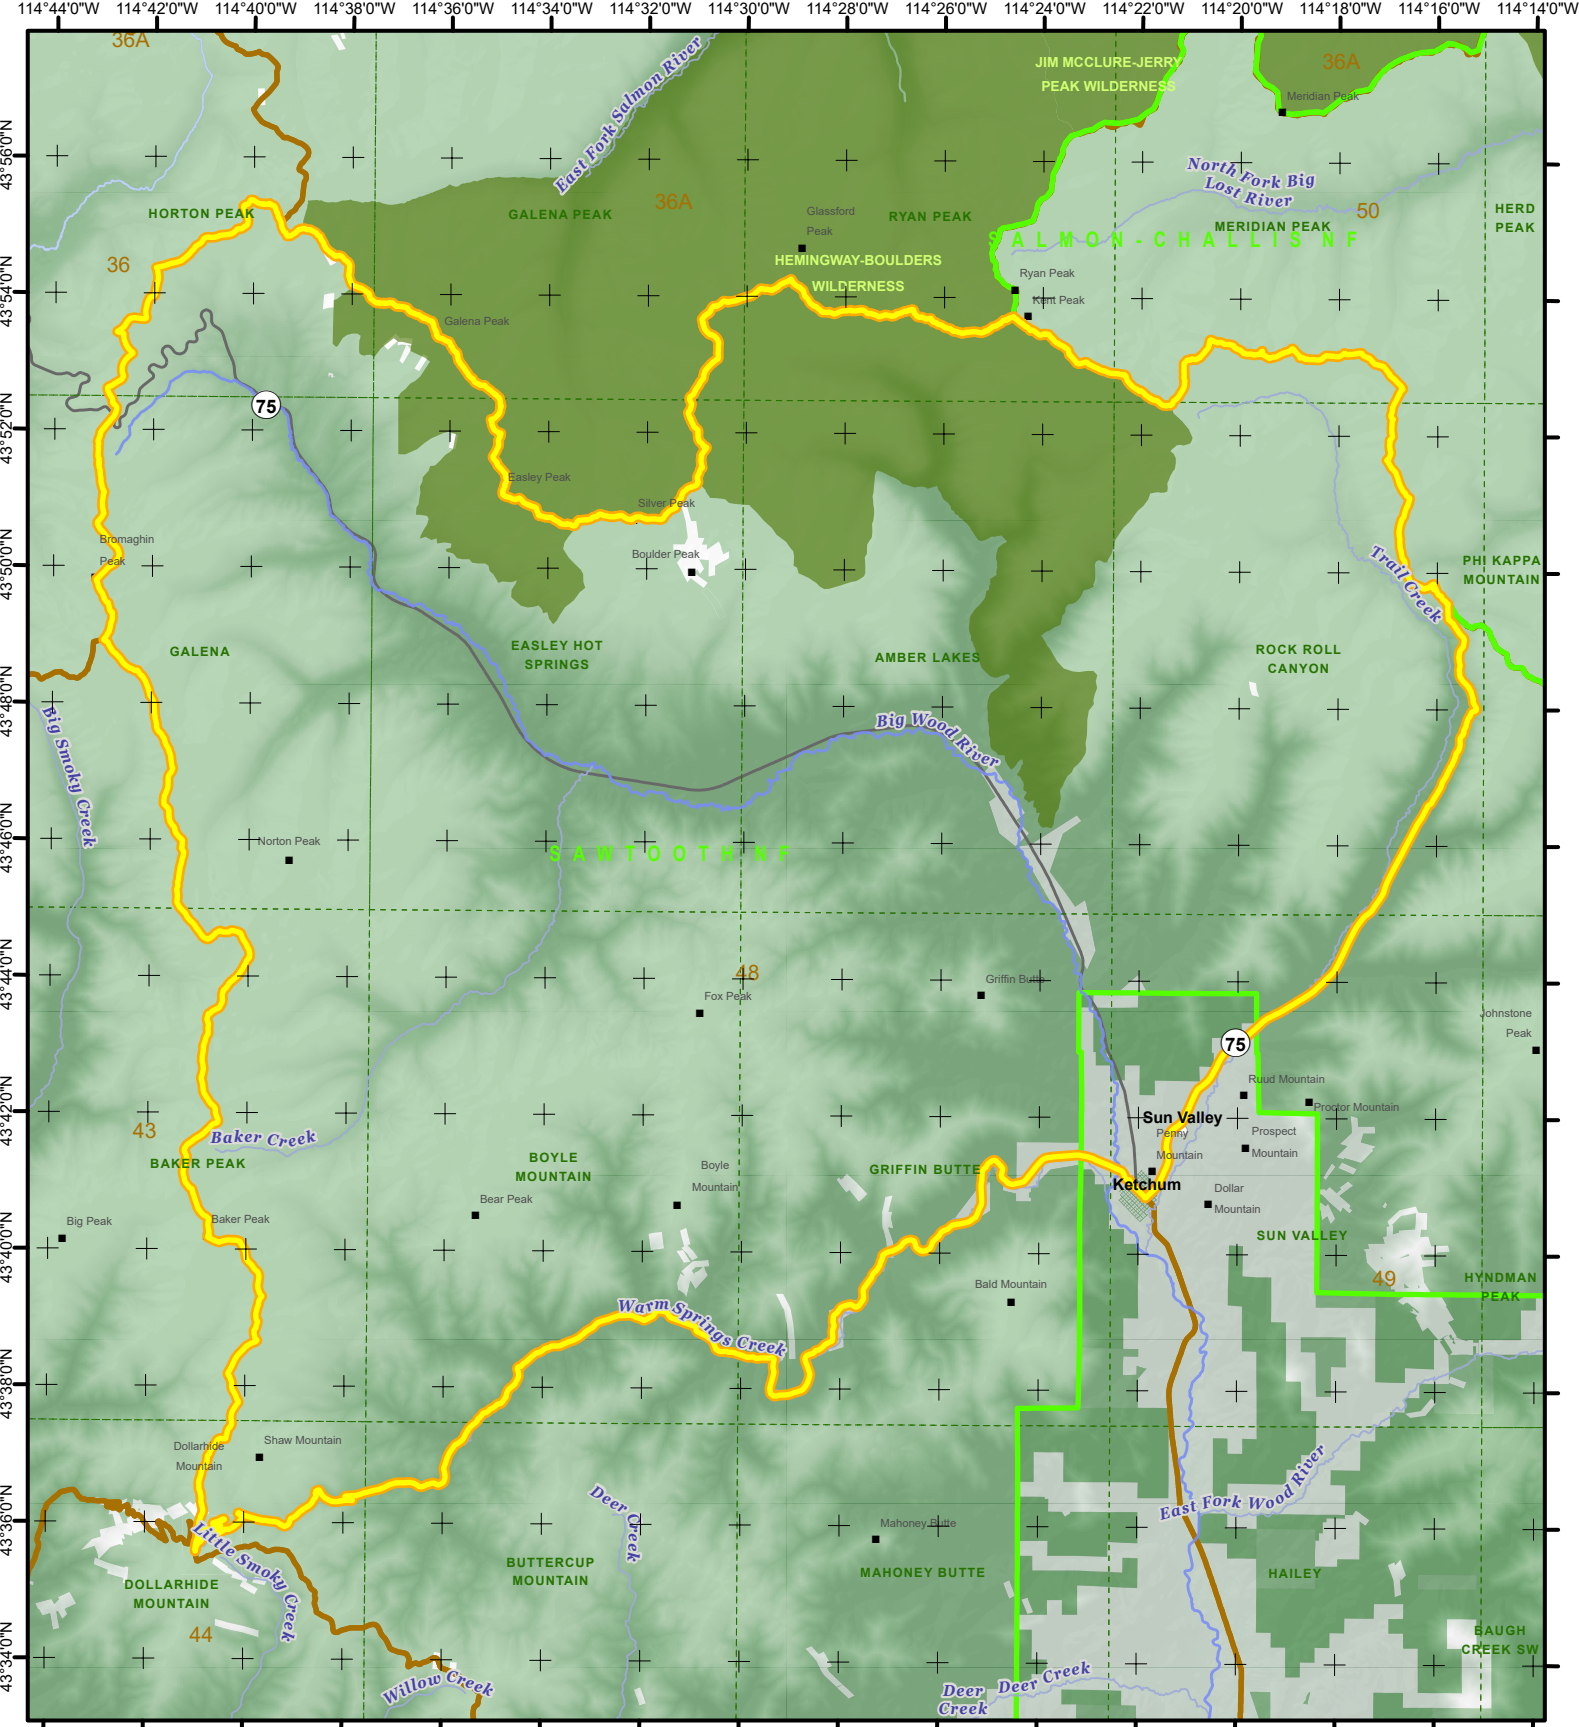 114°44'0"W 114°42'0"W 114°40'0"W 114°38'0"W 114°36'0"W 114°34'0"W 114°32'0"W 114°30'0"W 114°28'0"W 114°26'0"W 114°24'0"W 114°22'0"W 114°20'0"W 114°18'0"W 114°16'0"W 114°14'0"W
36A
JIM MCCLURE-JERRY
PEAK WILDERNESS
36A
Meridian Peak
East Fork Salmon River
43°56'0"N
North Fork Big
Lost River
36A
50
HORTON PEAK
GALENA PEAK
Glassford
Peak
RYAN PEAK
MERIDIAN PEAK
HERD
PEAK
SALMON-CHALLIS NF
36
HEMINGWAY-BOULDERS
WILDERNESS
Ryan Peak
Kent Peak
43°54'0"N
Galena Peak
75
43°52'0"N
Easley Peak
Silver Peak
Bromaghin
Peak
Boulder Peak
43°50'0"N
Trail Creek
PHI KAPPA
MOUNTAIN
GALENA
EASLEY HOT
SPRINGS
AMBER LAKES
ROCK ROLL
CANYON
43°48'0"N
Big Smoky Creek
Big Wood River
43°46'0"N
Norton Peak
SAWTOOTH NF
43°44'0"N
48
Fox Peak
Griffin Butte
Johnstone
Peak
75
43°42'0"N
Ruud Mountain
Proctor Mountain
Sun Valley
43
Baker Creek
Penny
Mountain
Prospect
Mountain
BAKER PEAK
BOYLE
MOUNTAIN
Boyle
Mountain
GRIFFIN BUTTE
Ketchum
Dollar
Mountain
Bear Peak
Big Peak
Baker Peak
SUN VALLEY
43°40'0"N
Bald Mountain
49
HYNDMAN
PEAK
Warm Springs Creek
43°38'0"N
Dollarhide
Mountain
Shaw Mountain
43°36'0"N
Little Smoky Creek
Deer Creek
Mahoney Butte
East Fork Wood River
DOLLARHIDE
MOUNTAIN
BUTTERCUP
MOUNTAIN
MAHONEY BUTTE
HAILEY
44
BAUGH
CREEK SW
43°34'0"N
Willow Creek
Deer
Creek
Deer Creek